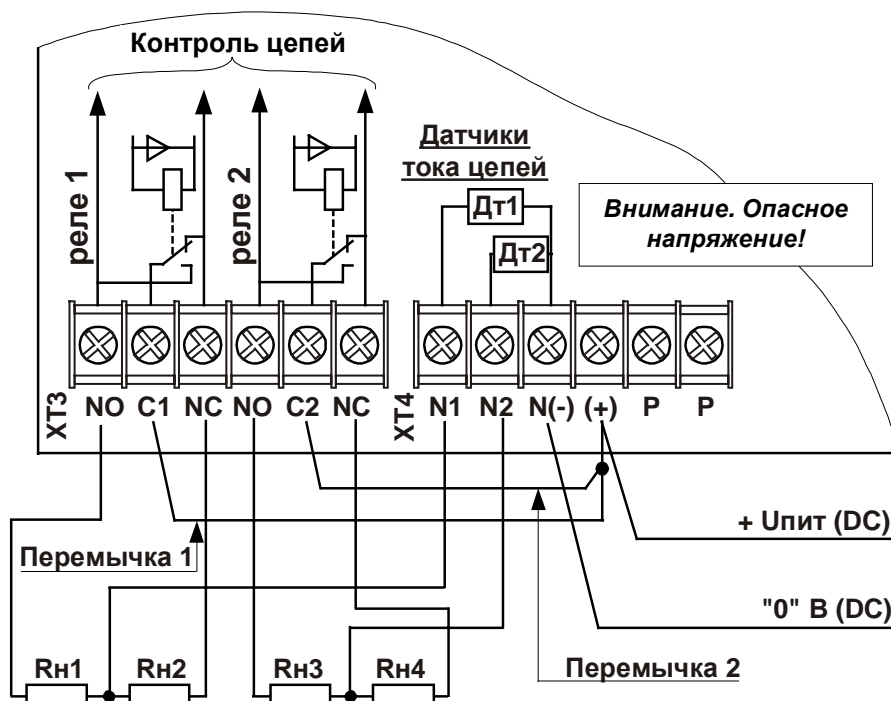 Контроль цепей
реле 1
реле 2
Датчики
тока цепей
Дт1
Дт2
Внимание. Опасное
напряжение!
XT3
NO C1 NC NO C2 NC
XT4
N1 N2 N(-) (+) P P
+ Uпит (DC)
Перемычка 1
"0" В (DC)
Rн1 Rн2 Rн3 Rн4
Перемычка 2